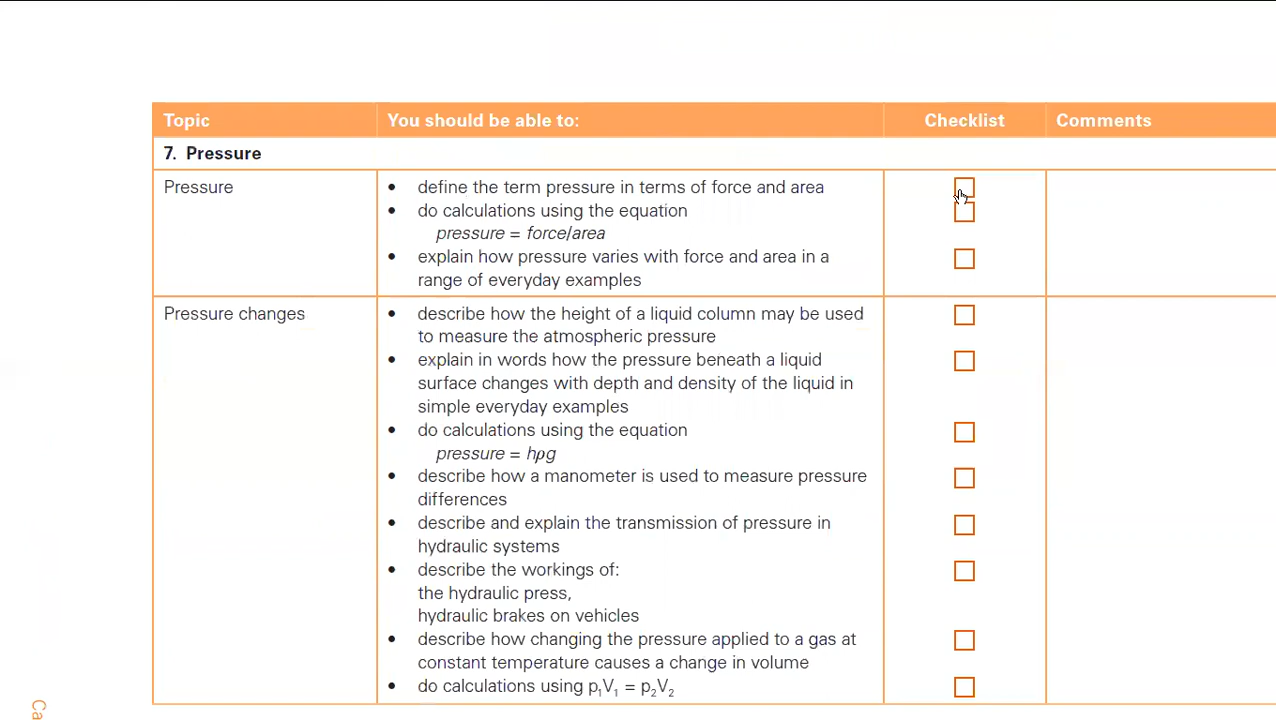 Topic
You should be able to:
Checklist
Comments
7. Pressure
Pressure
• define the term pressure in terms of force and area
• do calculations using the equation
pressure = force/area
• explain how pressure varies with force and area in a
range of everyday examples
Pressure changes
• describe how the height of a liquid column may be used
to measure the atmospheric pressure
• explain in words how the pressure beneath a liquid
surface changes with depth and density of the liquid in
simple everyday examples
• do calculations using the equation
pressure = hρg
• describe how a manometer is used to measure pressure
differences
• describe and explain the transmission of pressure in
hydraulic systems
• describe the workings of:
the hydraulic press,
hydraulic brakes on vehicles
• describe how changing the pressure applied to a gas at
constant temperature causes a change in volume
• do calculations using p₁V₁ = p₂V₂
Ca